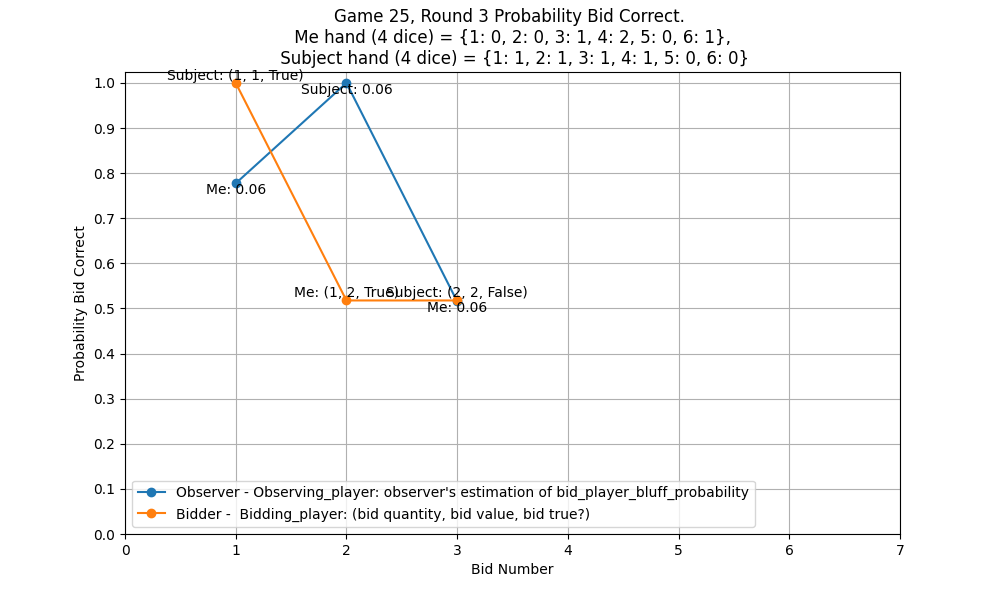 Game 25, Round 3 Probability Bid Correct.
Me hand (4 dice) = {1: 0, 2: 0, 3: 1, 4: 2, 5: 0, 6: 1},
Subject hand (4 dice) = {1: 1, 2: 1, 3: 1, 4: 1, 5: 0, 6: 0}
Subject: (1, 1, True)
Subject: 0.06
Me: 0.06
Me: (1, 2, True)
Subject: (2, 2, False)
Me: 0.06
Probability Bid Correct
1.0
0.9
0.8
0.7
0.6
0.5
0.4
0.3
0.2
0.1
0.0
Observer - Observing_player: observer's estimation of bid_player_bluff_probability
Bidder -  Bidding_player: (bid quantity, bid value, bid true?)
0 1 2 3 4 5 6 7
Bid Number